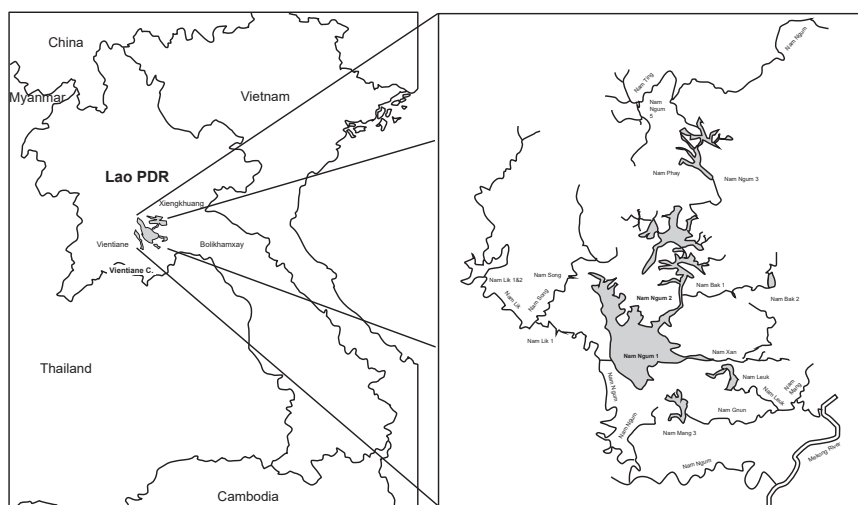 China
Myanmar
Vietnam
Lao PDR
Xiengkhuang
Vientiane
Bolikhamxay
Vientiane C.
Thailand
Cambodia
Nam Ngum
Nam Ting
Nam
Ngum
5
Nam Phay
Nam Ngum 3
Nam Lik 1&2
Nam Song
Nam Lik
Nam Song
Nam Ngum 2
Nam Bak 1
Nam Bak 2
Nam Lik 1
Nam Ngum 1
Nam Xan
Nam Ngum
Nam Leuk
Nam Leuk
Nam Mang
Nam Gnun
Nam Mang 3
Nam Ngum
Nam Ngum
Mekong River